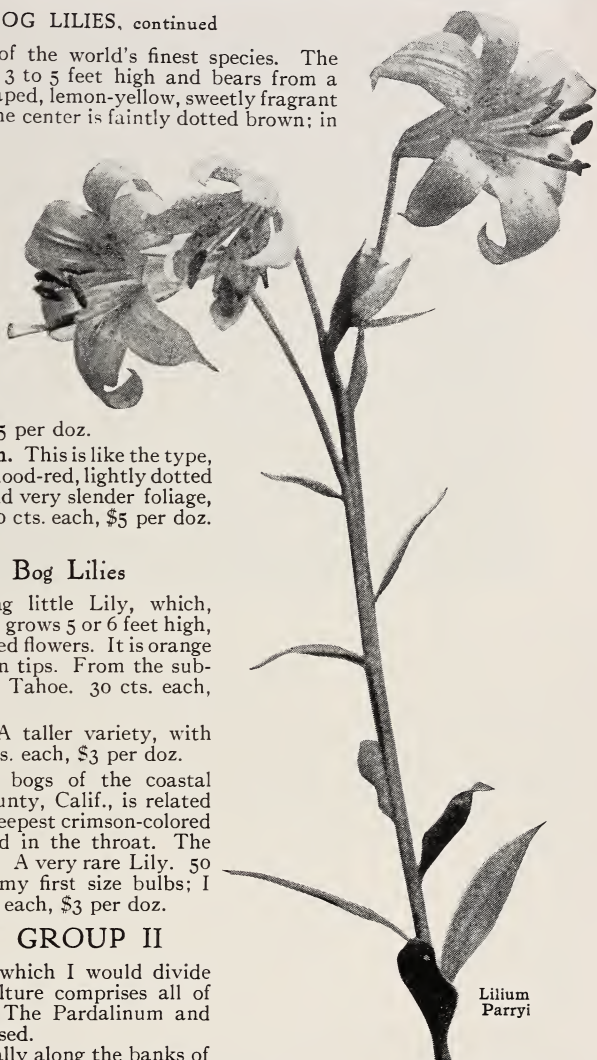 OG LILIES, continued
of the world's finest species. The
3 to 5 feet high and bears from a
aped, lemon-yellow, sweetly fragrant
ne center is faintly dotted brown; in
5 per doz.
n. This is like the type,
lood-red, lightly dotted
d very slender foliage,
0 cts. each, $5 per doz.
Bog Lilies
ng little Lily, which,
grows 5 or 6 feet high,
ed flowers. It is orange
n tips. From the sub-
Tahoe. 30 cts. each,
A taller variety, with
s. each, $3 per doz.
bogs of the coastal
unty, Calif., is related
eepest crimson-colored
d in the throat. The
A very rare Lily. 50
my first size bulbs; I
each, $3 per doz.
GROUP II
which I would divide
lture comprises all of
The Pardalinum and
sed.
ally along the banks of
Lilium
Parryi